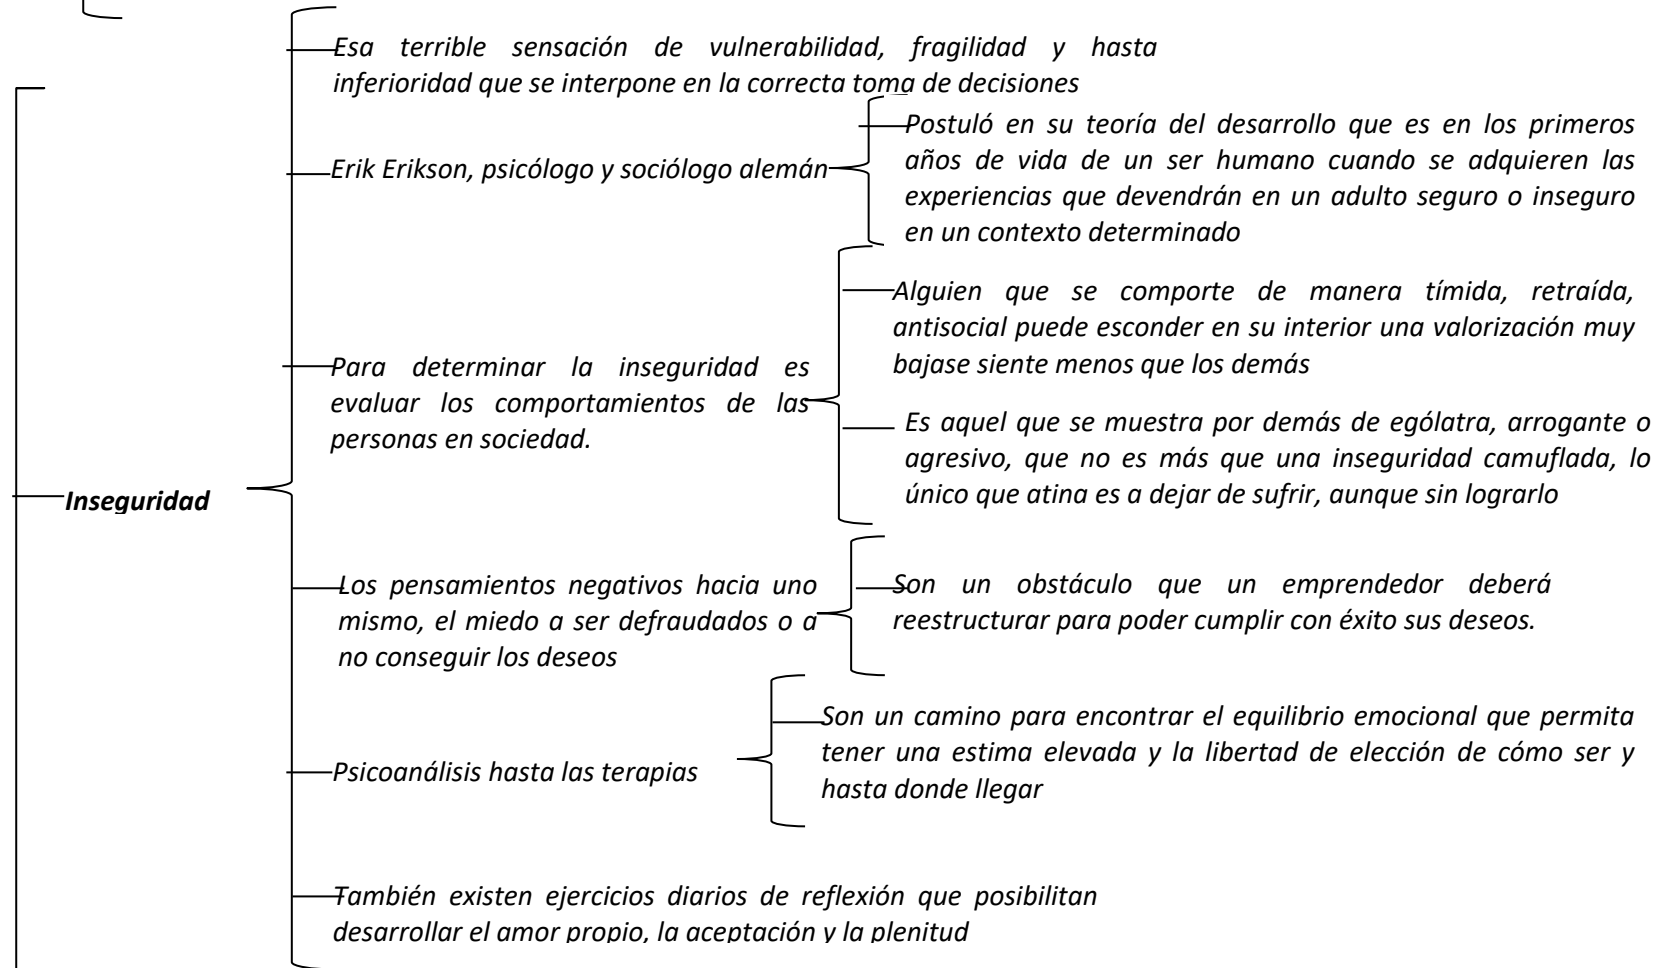 Esa terrible sensación de vulnerabilidad, fragilidad y hasta
inferioridad que se interpone en la correcta toma de decisiones
Erik Erikson, psicólogo y sociólogo alemán
Postuló en su teoría del desarrollo que es en los primeros
años de vida de un ser humano cuando se adquieren las
experiencias que devendrán en un adulto seguro o inseguro
en un contexto determinado
Para determinar la inseguridad es
evaluar los comportamientos de las
personas en sociedad.
Alguien que se comporte de manera tímida, retraída,
antisocial puede esconder en su interior una valorización muy
bajase siente menos que los demás
Es aquel que se muestra por demás de ególatra, arrogante o
agresivo, que no es más que una inseguridad camuflada, lo
único que atina es a dejar de sufrir, aunque sin lograrlo
Inseguridad
Los pensamientos negativos hacia uno
mismo, el miedo a ser defraudados o a
no conseguir los deseos
Son un obstáculo que un emprendedor deberá
reestructurar para poder cumplir con éxito sus deseos.
Psicoanálisis hasta las terapias
Son un camino para encontrar el equilibrio emocional que permita
tener una estima elevada y la libertad de elección de cómo ser y
hasta donde llegar
También existen ejercicios diarios de reflexión que posibilitan
desarrollar el amor propio, la aceptación y la plenitud